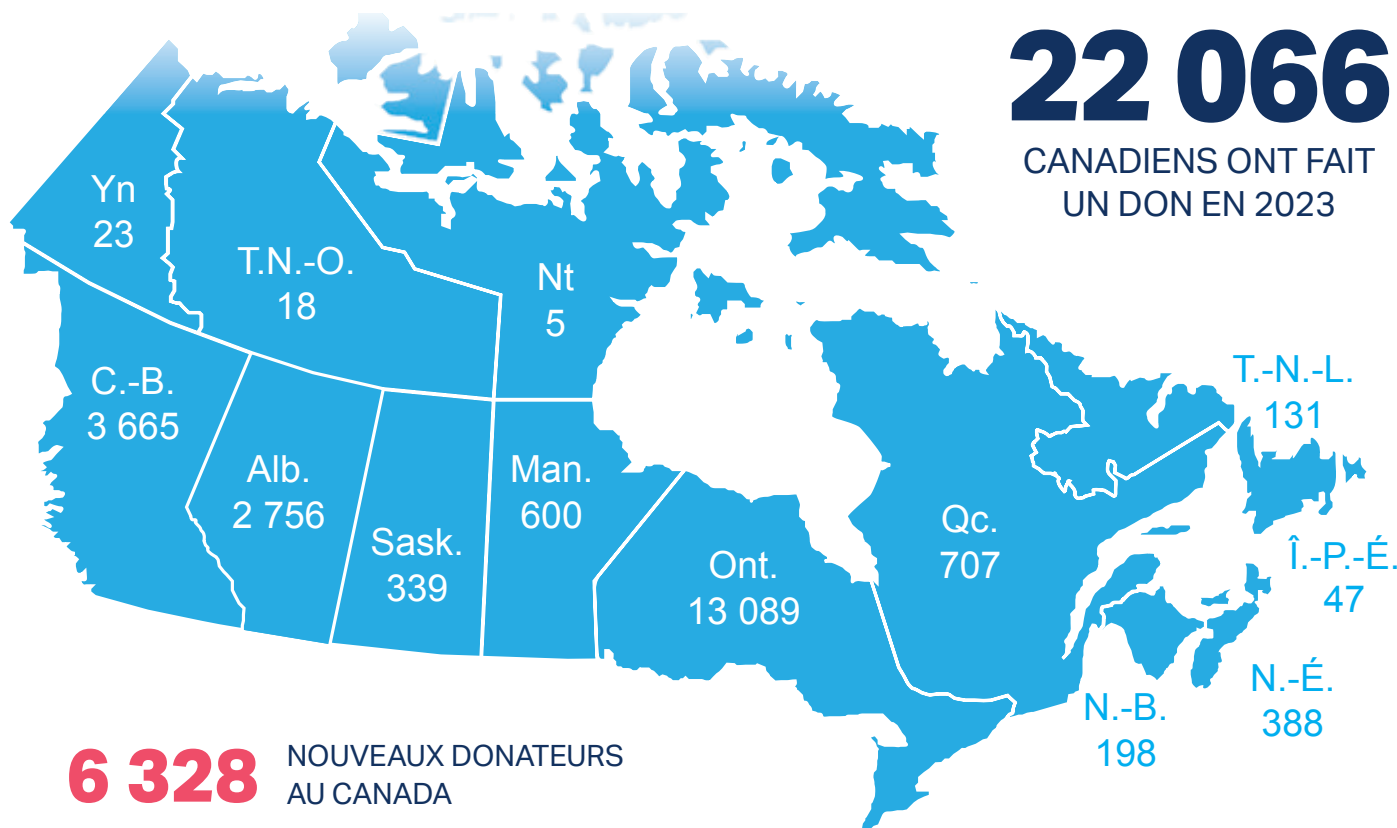 22 066
CANADIENS ONT FAIT
UN DON EN 2023
Yn
23
T.N.-O.
18
Nt
5
C.-B.
3 665
Alb.
2 756
Sask.
339
Man.
600
Ont.
13 089
Qc.
707
T.-N.-L.
131
Î.-P.-É.
47
N.-É.
388
N.-B.
198
6 328
NOUVEAUX DONATEURS
AU CANADA